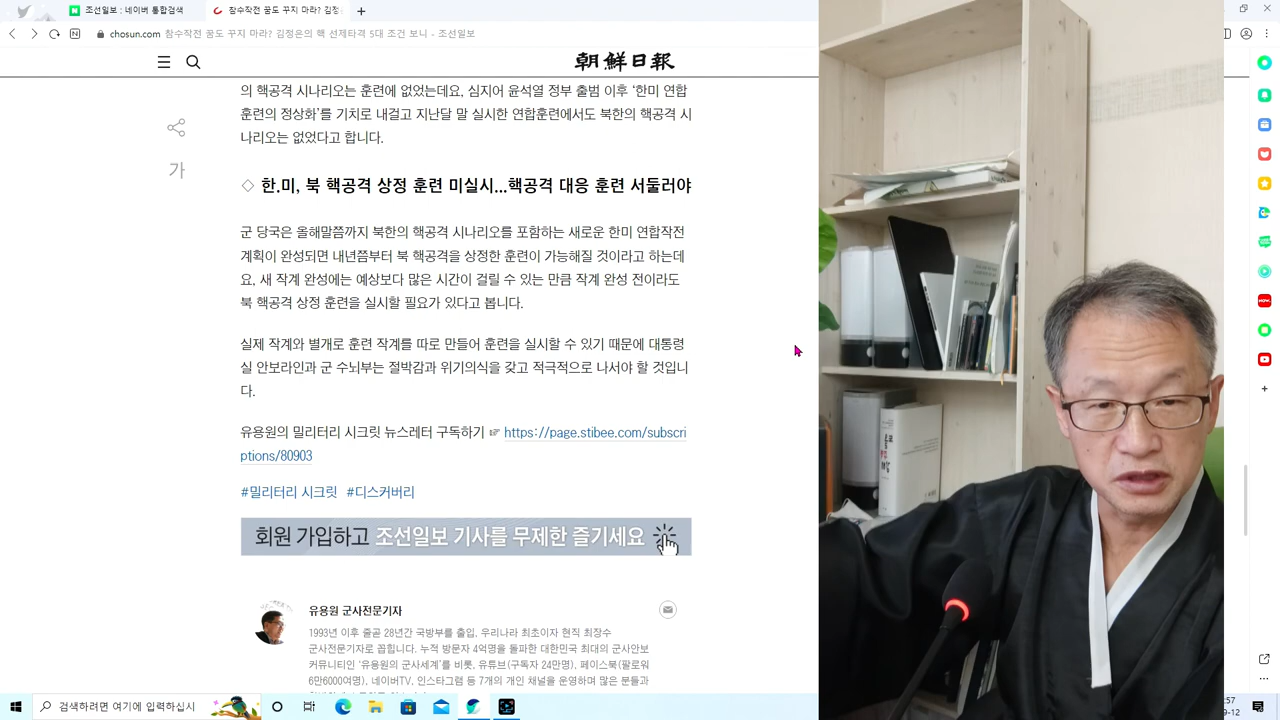 조선일보 : 네이버 통합검색
참수작전 꿈도 꾸지 마라? 김정
chosun.com 참수작전 꿈도 꾸지 마라? 김정은의 핵 선제타격 5대 조건 보니 - 조선일보
朝鮮日報
의 핵공격 시나리오는 훈련에 없었는데요, 심지어 윤석열 정부 출범 이후 ‘한미 연합
훈련의 정상화’를 기치로 내걸고 지난달 말 실시한 연합훈련에서도 북한의 핵공격 시
나리오는 없었다고 합니다.
가
◇ 한.미, 북 핵공격 상정 훈련 미실시...핵공격 대응 훈련 서둘러야
군 당국은 올해말쯤까지 북한의 핵공격 시나리오를 포함하는 새로운 한미 연합작전
계획이 완성되면 내년쯤부터 북 핵공격을 상정한 훈련이 가능해질 것이라고 하는데
요, 새 작계 완성에는 예상보다 많은 시간이 걸릴 수 있는 만큼 작계 완성 전이라도
북 핵공격 상정 훈련을 실시할 필요가 있다고 봅니다.
실제 작계와 별개로 훈련 작계를 따로 만들어 훈련을 실시할 수 있기 때문에 대통령
실 안보라인과 군 수뇌부는 절박감과 위기의식을 갖고 적극적으로 나서야 할 것입니
다.
유용원의 밀리터리 시크릿 뉴스레터 구독하기 ☞ https://page.stibee.com/subscri
ptions/80903
#밀리터리 시크릿 #디스커버리
회원 가입하고 조선일보 기사를 무제한 즐기세요
유용원 군사전문기자
1993년 이후 줄곧 28년간 국방부를 출입, 우리나라 최초이자 현직 최장수
군사전문기자로 꼽힙니다. 누적 방문자 4억명을 돌파한 대한민국 최대의 군사안보
커뮤니티인 ‘유용원의 군사세계’를 비롯, 유튜브(구독자 24만명), 페이스북(팔로워
6만6000여명), 네이버TV, 인스타그램 등 7개의 개인 채널을 운영하며 많은 분들과
검색하려면 여기에 입력하십시
:57
9-12